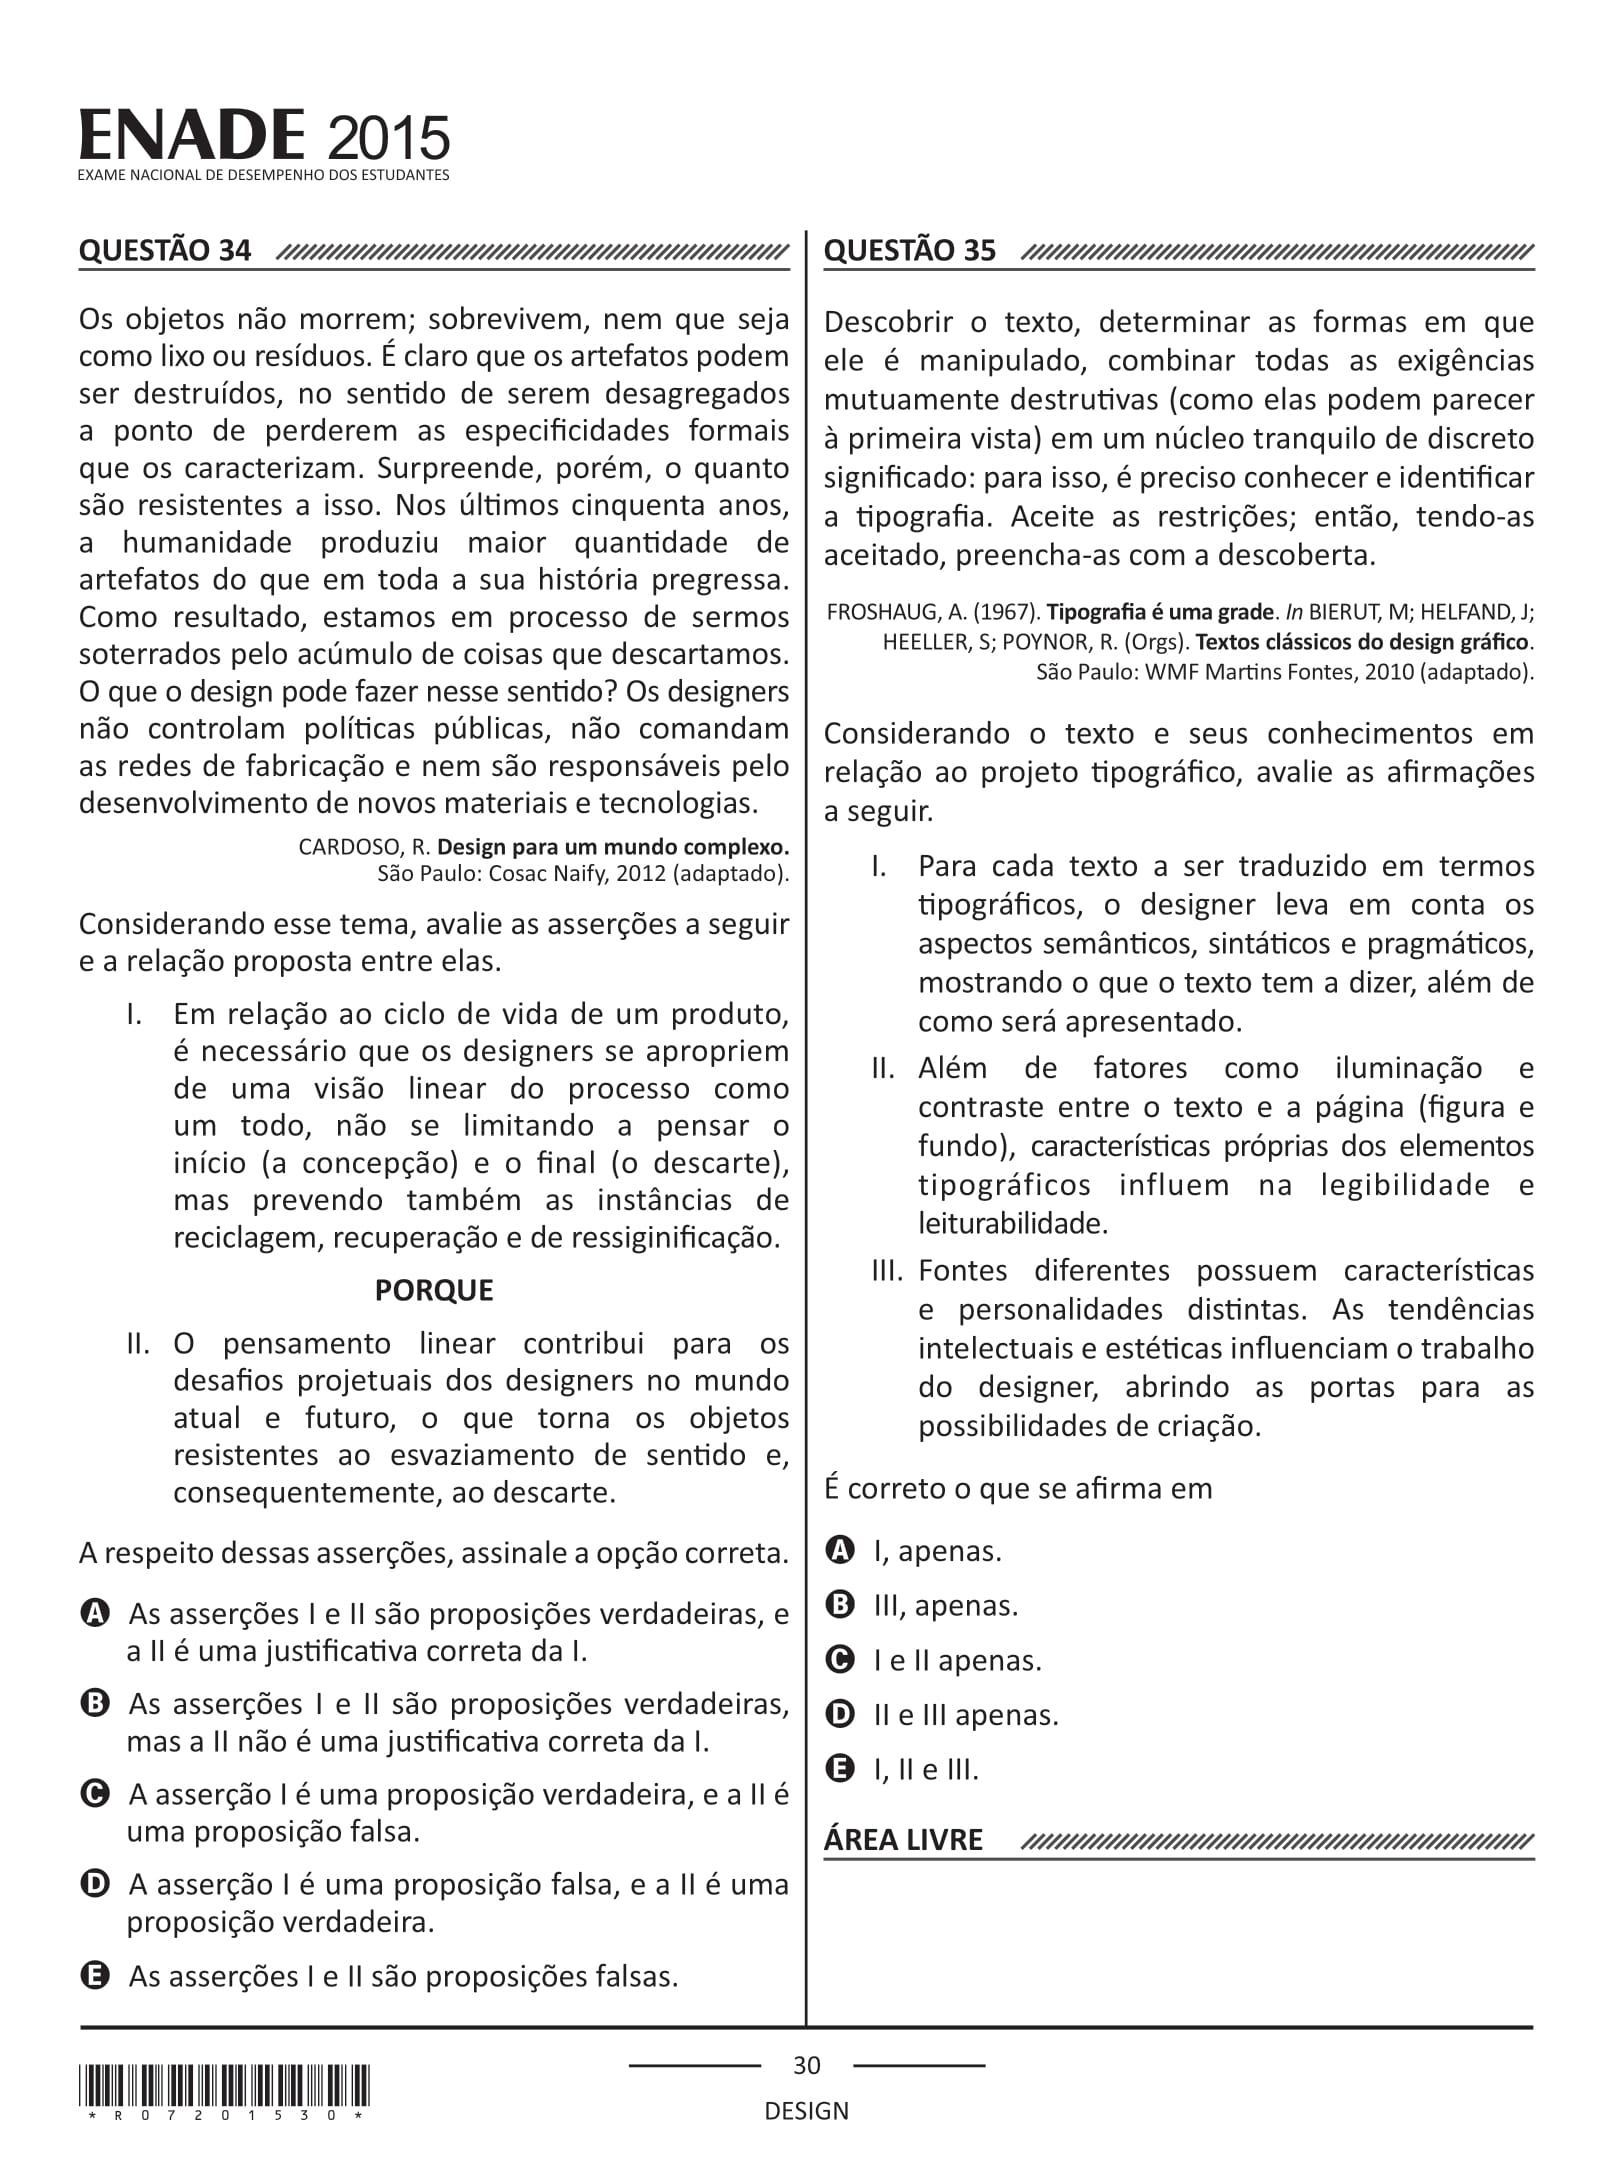 ENADE 2015
EXAME NACIONAL DE DESEMPENHO DOS ESTUDANTES
QUESTÃO 34
Os objetos não morrem; sobrevivem, nem que seja
como lixo ou resíduos. É claro que os artefatos podem
ser destruídos, no sentido de serem desagregados
a ponto de perderem as especificidades formais
que os caracterizam. Surpreende, porém, o quanto
são resistentes a isso. Nos últimos cinquenta anos,
a humanidade produziu maior quantidade de
artefatos do que em toda a sua história pregressa.
Como resultado, estamos em processo de sermos
soterrados pelo acúmulo de coisas que descartamos.
O que o design pode fazer nesse sentido? Os designers
não controlam políticas públicas, não comandam
as redes de fabricação e nem são responsáveis pelo
desenvolvimento de novos materiais e tecnologias.
CARDOSO, R. Design para um mundo complexo.
São Paulo: Cosac Naify, 2012 (adaptado).
Considerando esse tema, avalie as asserções a seguir
e a relação proposta entre elas.
I. Em relação ao ciclo de vida de um produto,
é necessário que os designers se apropriem
de uma visão linear do processo como
um todo, não se limitando a pensar o
início (a concepção) e o final (o descarte),
mas prevendo também as instâncias de
reciclagem, recuperação e de ressiginificação.
PORQUE
II. O pensamento linear contribui para os
desafios projetuais dos designers no mundo
atual e futuro, o que torna os objetos
resistentes ao esvaziamento de sentido e,
consequentemente, ao descarte.
A respeito dessas asserções, assinale a opção correta.
A As asserções I e II são proposições verdadeiras, e
a II é uma justificativa correta da I.
B As asserções I e II são proposições verdadeiras,
mas a II não é uma justificativa correta da I.
C A asserção I é uma proposição verdadeira, e a II é
uma proposição falsa.
D A asserção I é uma proposição falsa, e a II é uma
proposição verdadeira.
E As asserções I e II são proposições falsas.
QUESTÃO 35
Descobrir o texto, determinar as formas em que
ele é manipulado, combinar todas as exigências
mutuamente destrutivas (como elas podem parecer
à primeira vista) em um núcleo tranquilo de discreto
significado: para isso, é preciso conhecer e identificar
a tipografia. Aceite as restrições; então, tendo-as
aceitado, preencha-as com a descoberta.
FROSHAUG, A. (1967). Tipografia é uma grade. In BIERUT, M; HELFAND, J;
HEELLER, S; POYNOR, R. (Orgs). Textos clássicos do design gráfico.
São Paulo: WMF Martins Fontes, 2010 (adaptado).
Considerando o texto e seus conhecimentos em
relação ao projeto tipográfico, avalie as afirmações
a seguir.
I. Para cada texto a ser traduzido em termos
tipográficos, o designer leva em conta os
aspectos semânticos, sintáticos e pragmáticos,
mostrando o que o texto tem a dizer, além de
como será apresentado.
II. Além de fatores como iluminação e
contraste entre o texto e a página (figura e
fundo), características próprias dos elementos
tipográficos influem na legibilidade e
leiturabilidade.
III. Fontes diferentes possuem características
e personalidades distintas. As tendências
intelectuais e estéticas influenciam o trabalho
do designer, abrindo as portas para as
possibilidades de criação.
É correto o que se afirma em
A I, apenas.
B III, apenas.
C I e II apenas.
D II e III apenas.
E I, II e III.
ÁREA LIVRE
*R07201530*
30
DESIGN